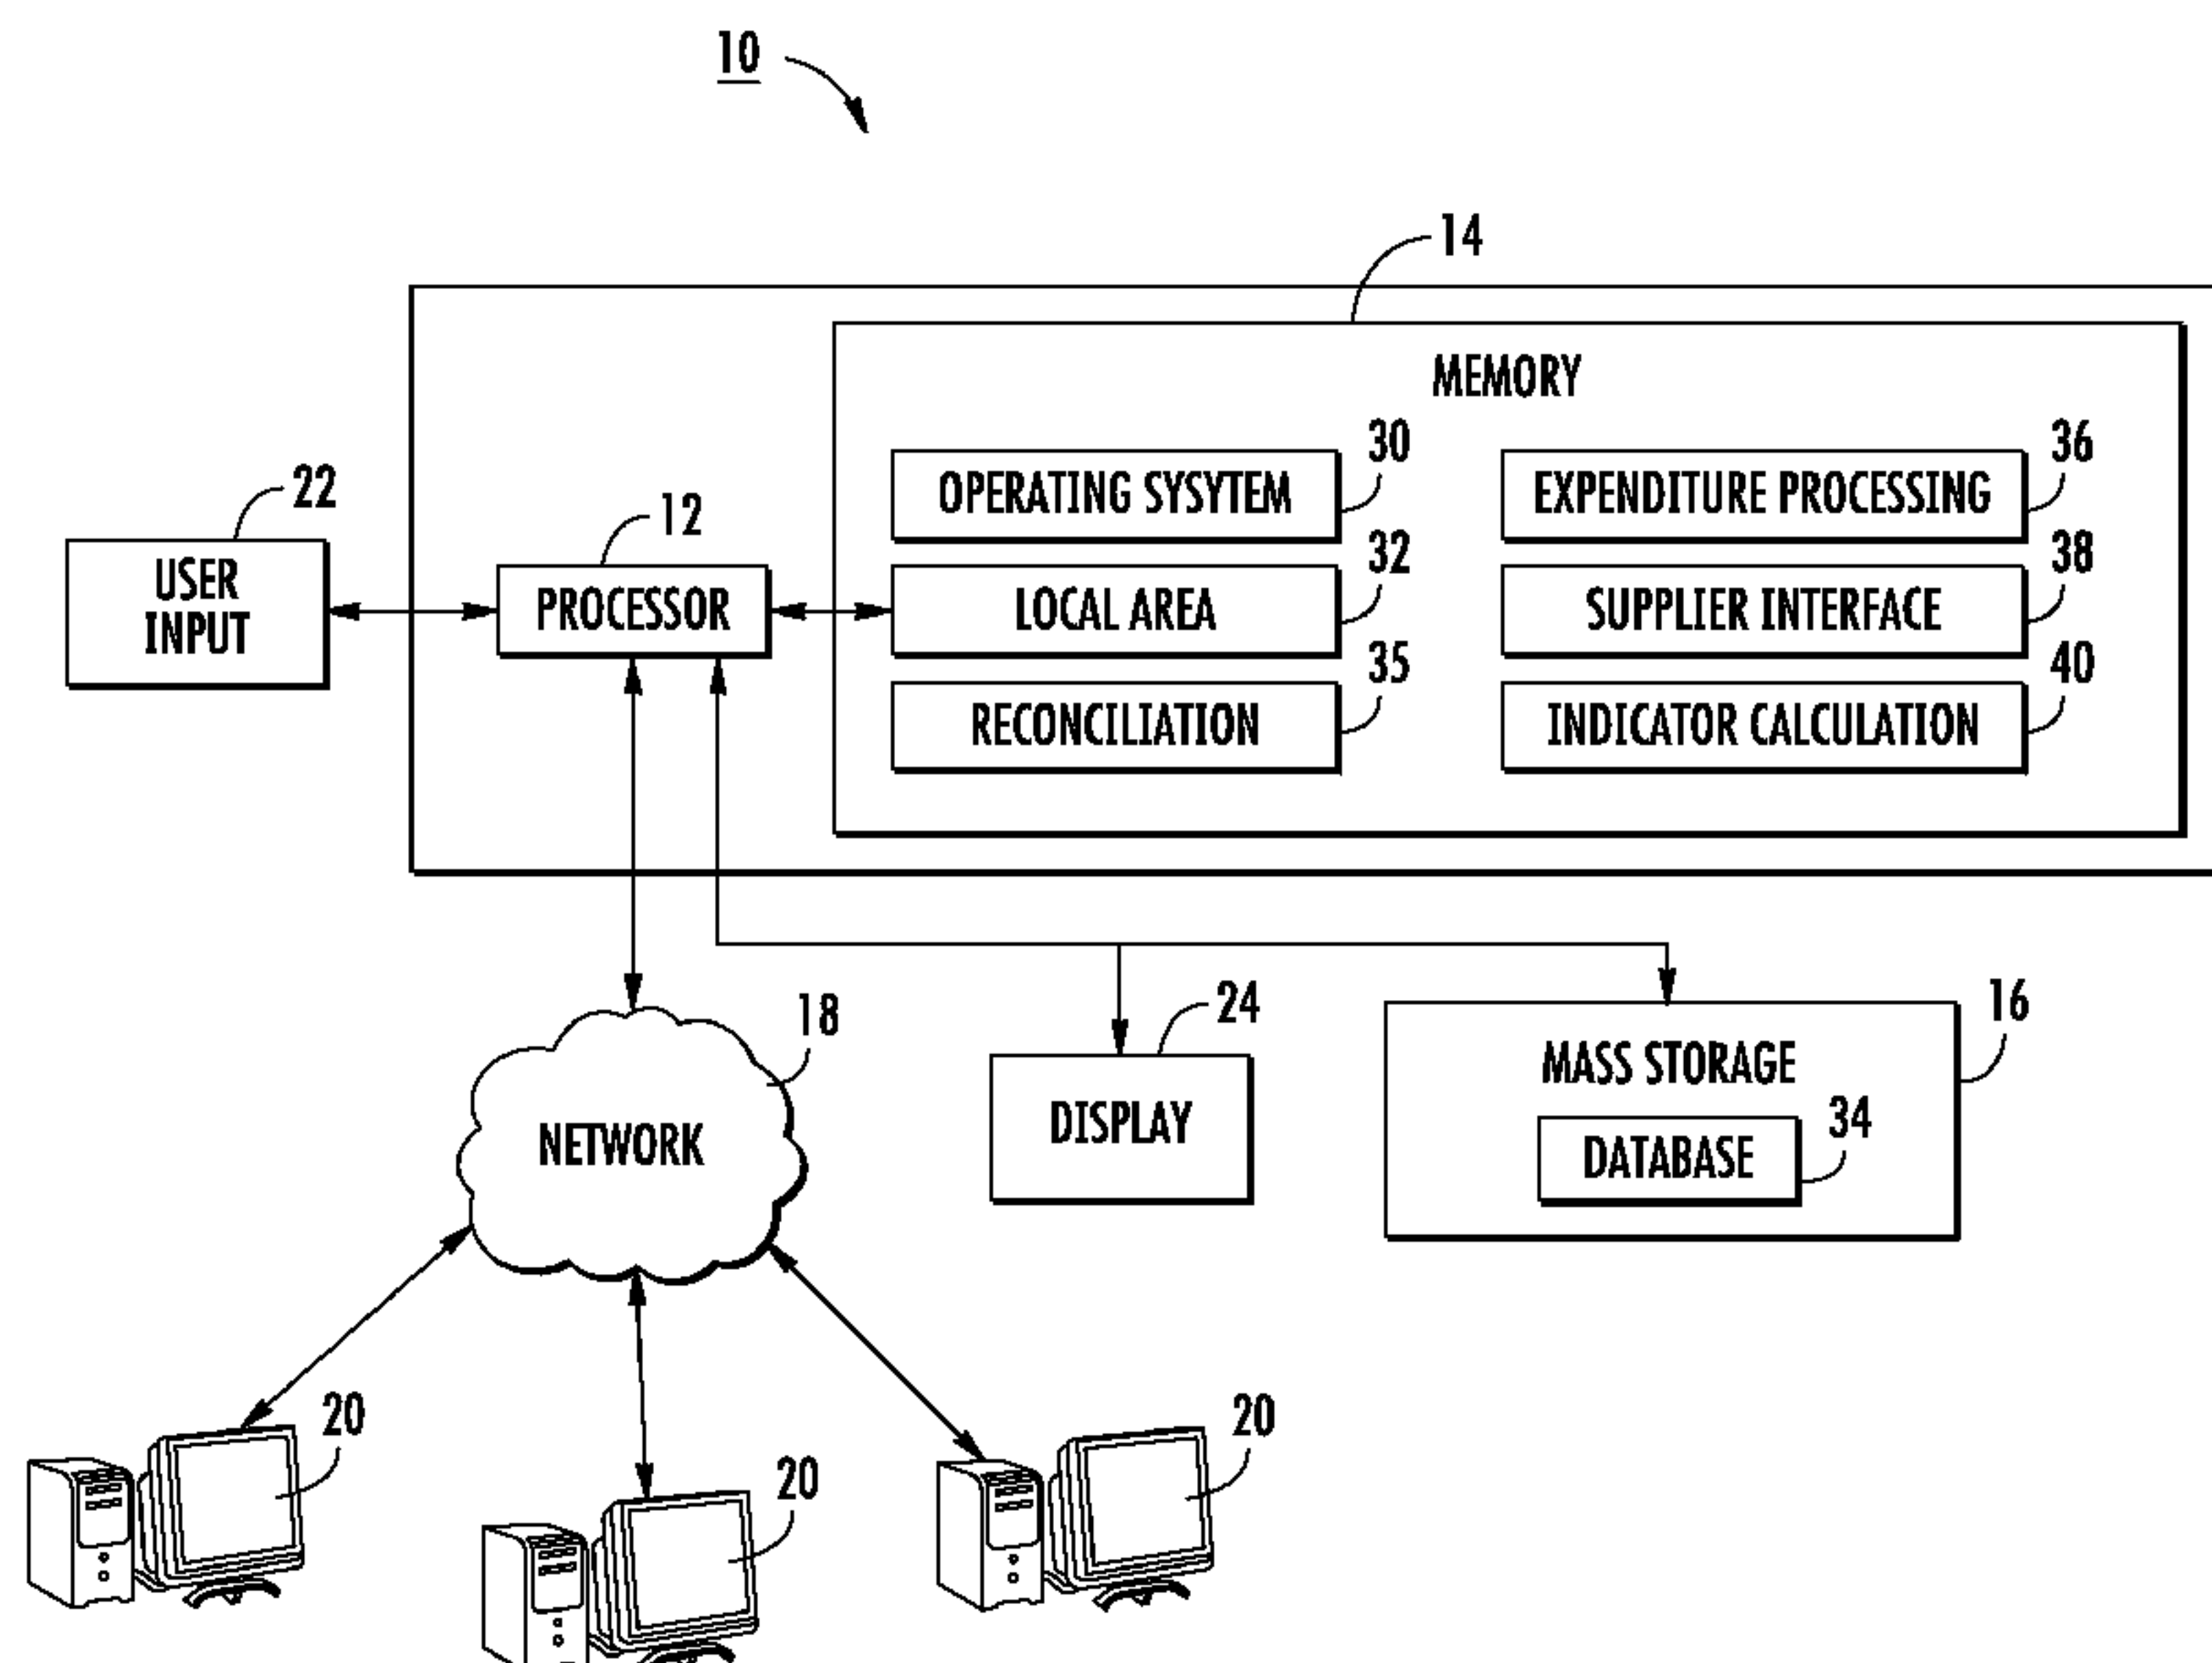 10
14
MEMORY
30
36
OPERATING SYSYTEM
EXPENDITURE PROCESSING
22
12
32
38
USER
INPUT
PROCESSOR
LOCAL AREA
SUPPLIER INTERFACE
35
40
RECONCILIATION
INDICATOR CALCULATION
18
24
16
MASS STORAGE
NETWORK
DISPLAY
34
DATABASE
20
20
20